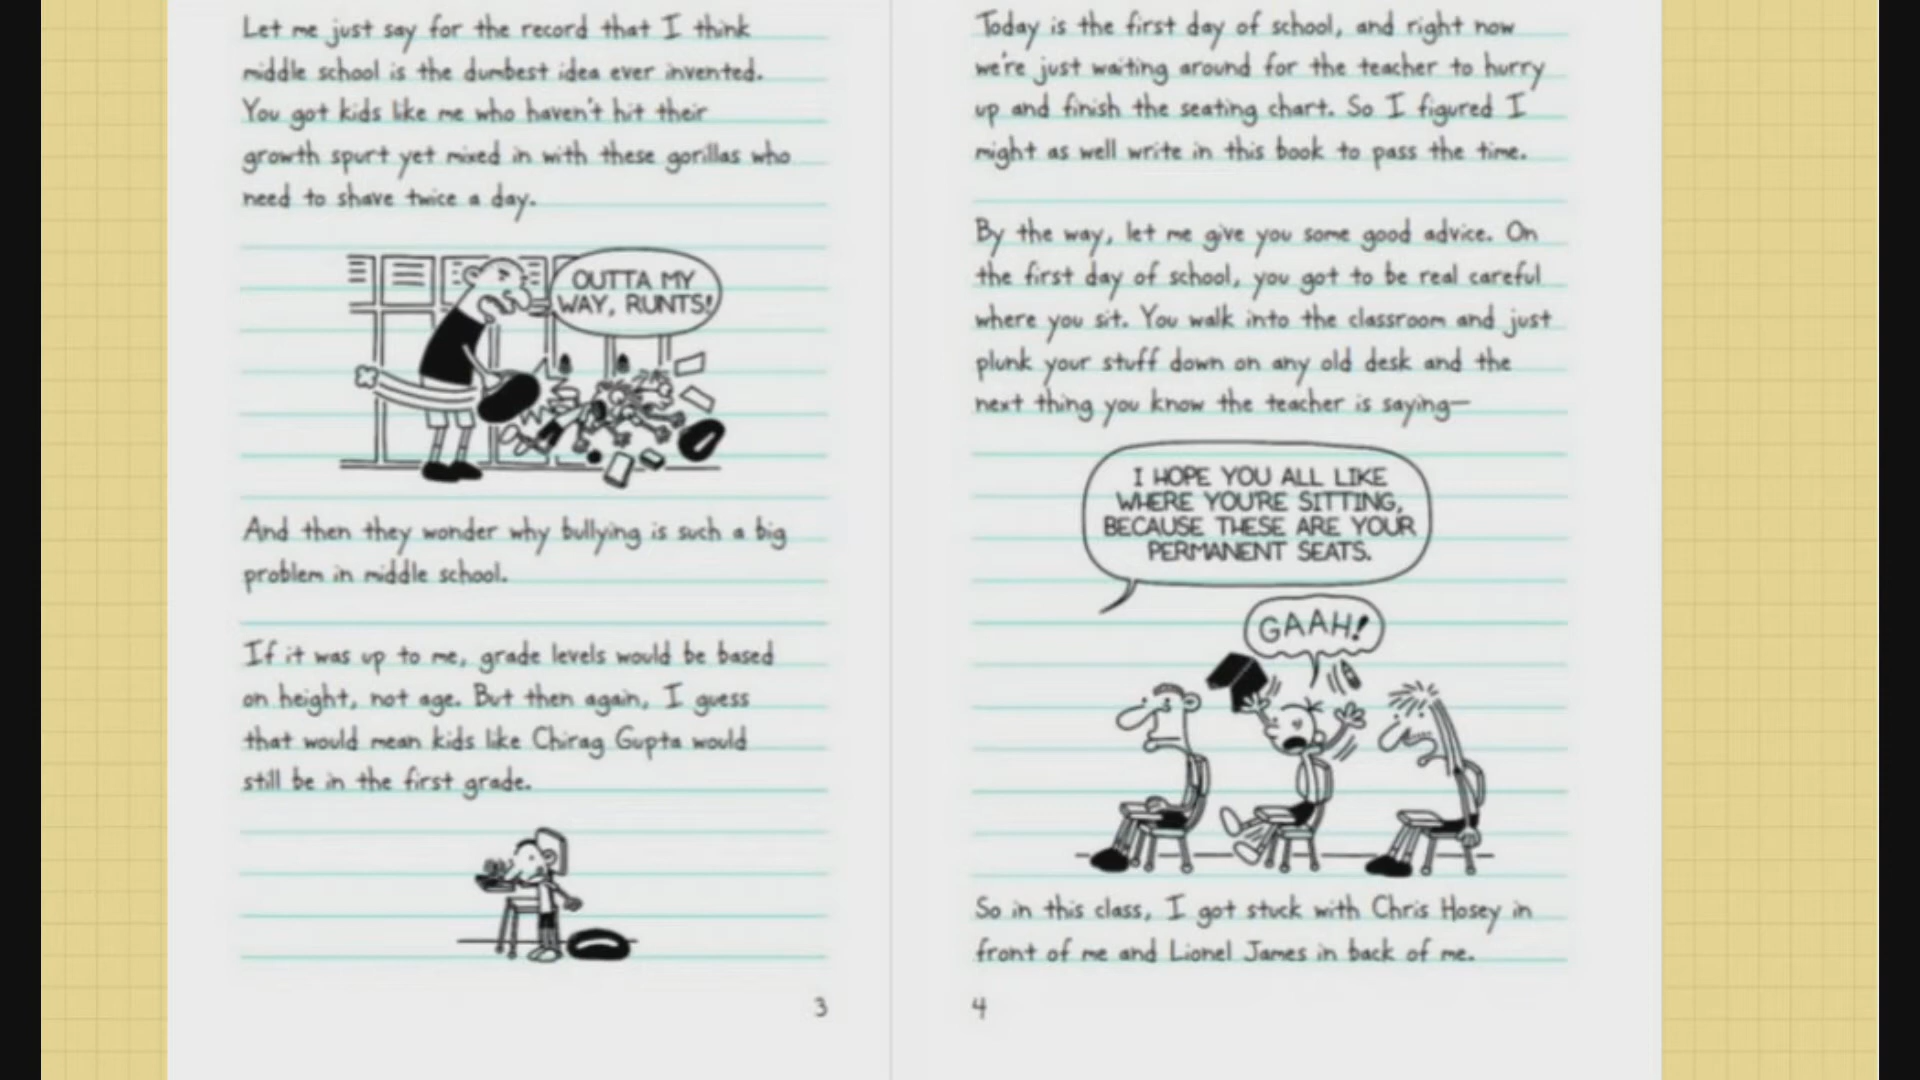 Let me just say for the record that I think
middle school is the dumbest idea ever invented.
You got kids like me who haven't hit their
growth spurt yet mixed in with these gorillas who
need to shave twice a day.
OUTTA MY
WAY, RUNTS!
And then they wonder why bullying is such a big
problem in middle school.
If it was up to me, grade levels would be based
on height, not age. But then again, I guess
that would mean kids like Chirag Gupta would
still be in the first grade.
3
Today is the first day of school, and right now
we're just waiting around for the teacher to hurry
up and finish the seating chart. So I figured I
might as well write in this book to pass the time.
By the way, let me give you some good advice. On
the first day of school, you got to be real careful
where you sit. You walk into the classroom and just
plunk your stuff down on any old desk and the
next thing you know the teacher is saying—
I HOPE YOU ALL LIKE
WHERE YOU'RE SITTING,
BECAUSE THESE ARE YOUR
PERMANENT SEATS.
GAAH!
So in this class, I got stuck with Chris Hosey in
front of me and Lionel James in back of me.
4